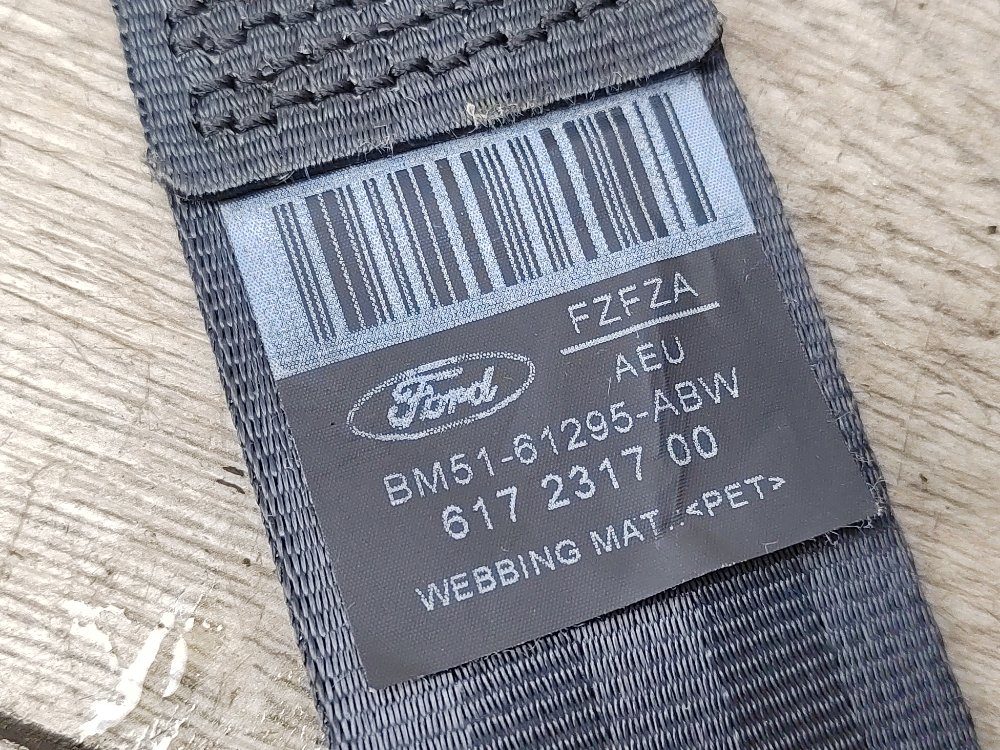 FZFZA
AEU
Ford
BM51-61295-ABW
617 2317 00
WEBBING MAT..<PET>